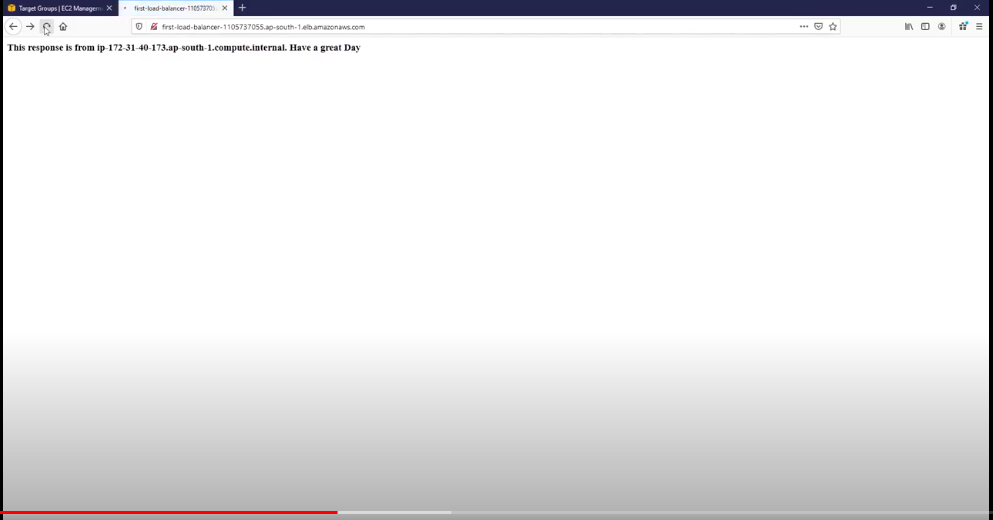 Target Groups | EC2 Managem
first-load-balancer-1105737055.
first-load-balancer-1105737055.ap-south-1.elb.amazonaws.com
This response is from ip-172-31-40-173.ap-south-1.compute.internal. Have a great Day